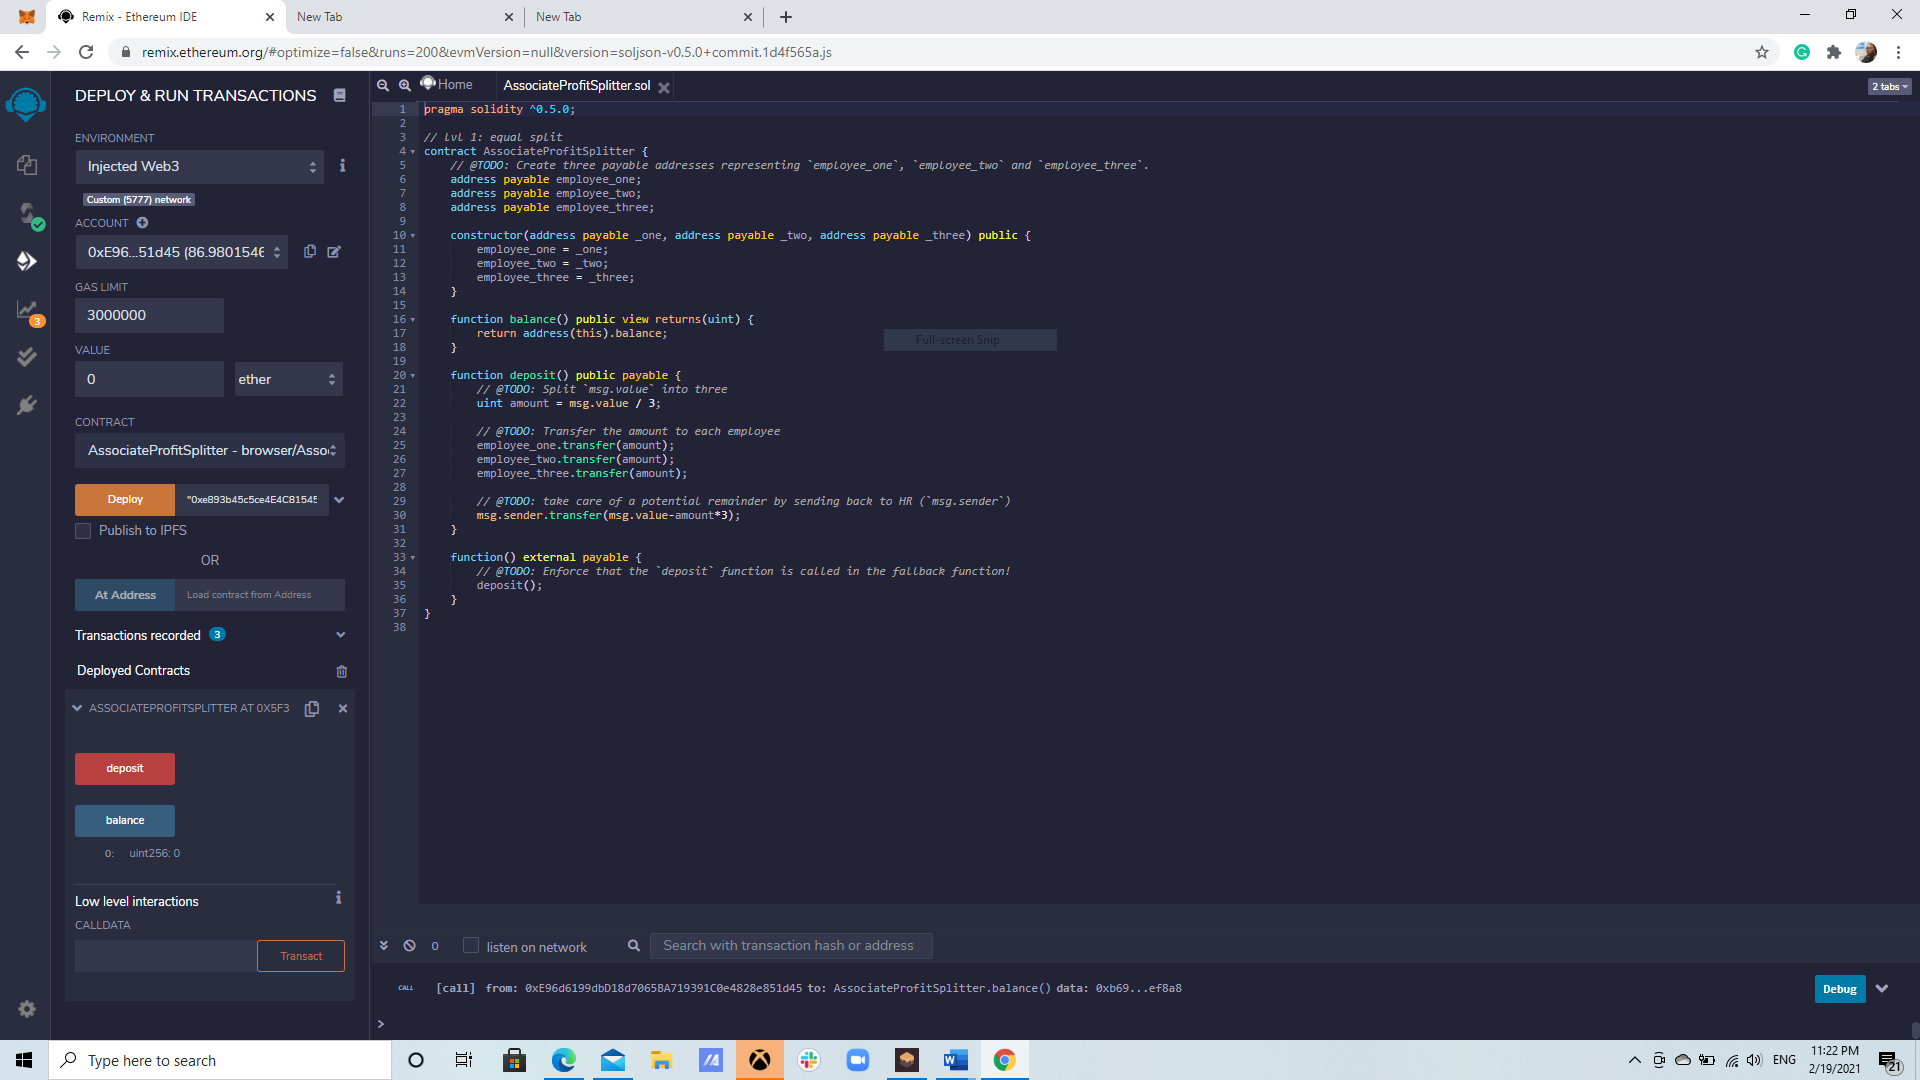 Remix - Ethereum IDE
New Tab
New Tab
remix.ethereum.org/#optimize=false&runs=200&evmVersion=null&version=soljson-v0.5.0+commit.1d4f565a.js
DEPLOY & RUN TRANSACTIONS
ENVIRONMENT
Injected Web3
Custom (5777) network
ACCOUNT
0xE96...51d45 (86.9801546
GAS LIMIT
3000000
VALUE
0
ether
CONTRACT
AssociateProfitSplitter - browser/Asso
Deploy
"0xe893b45c5ce4E4C81545
Publish to IPFS
OR
At Address
Load contract from Address
Transactions recorded 3
Deployed Contracts
ASSOCIATEPROFITSPLITTER AT 0X5F3
deposit
balance
0: uint256: 0
Low level interactions
CALLDATA
Transact
3
Home
AssociateProfitSplitter.sol
2 tabs
1 pragma solidity ^0.5.0;
2
3 // lvl 1: equal split
4 contract AssociateProfitSplitter {
5 // @TODO: Create three payable addresses representing `employee_one`, `employee_two` and `employee_three`.
6 address payable employee_one;
7 address payable employee_two;
8 address payable employee_three;
9
10 constructor(address payable _one, address payable _two, address payable _three) public {
11 employee_one = _one;
12 employee_two = _two;
13 employee_three = _three;
14 }
15
16 function balance() public view returns(uint) {
17 return address(this).balance;
18 }
19
20 function deposit() public payable {
21 // @TODO: Split `msg.value` into three
22 uint amount = msg.value / 3;
23
24 // @TODO: Transfer the amount to each employee
25 employee_one.transfer(amount);
26 employee_two.transfer(amount);
27 employee_three.transfer(amount);
28
29 // @TODO: take care of a potential remainder by sending back to HR (`msg.sender`)
30 msg.sender.transfer(msg.value-amount*3);
31 }
32
33 function() external payable {
34 // @TODO: Enforce that the `deposit` function is called in the fallback function!
35 deposit();
36 }
37 }
38
Full-screen Snip
0
listen on network
Search with transaction hash or address
CALL
[call] from: 0xE96d6199dbD18d7065BA719391C0e4828e851d45 to: AssociateProfitSplitter.balance() data: 0xb69...ef8a8
Debug
>
Type here to search
ENG
11:22 PM
2/19/2021
21